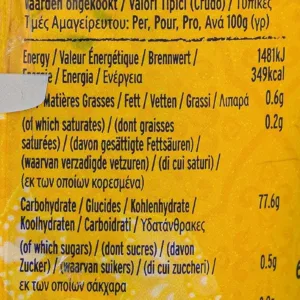 Waarden ongekookt / Valori Tipici (Crudo) / Τυπικές
Τιμές Αμαγείρευτου: Per, Pour, Pro, Ανά 100g (γρ)
Energy / Valeur Énergétique / Brennwert / 1481kJ
Energie / Energia / Ενέργεια 349kcal
Matières Grasses / Fett / Vetten / Grassi / Λιπαρά 0.6g
(of which saturates) / (dont graisses 0.2g
saturées) / (davon gesättigte Fettsäuren) /
(waarvan verzadigde vetzuren) / (di cui saturi) /
(εκ των οποίων κορεσμένα)
Carbohydrate / Glucides / Kohlenhydrate / 77.6g
Koolhydraten / Carboidrati / Υδατάνθρακες
(of which sugars) / (dont sucres) / (davon
Zucker) / (waarvan suikers) / (di cui zuccheri) / 0.5g
εκ των οποίων σάκχαρα